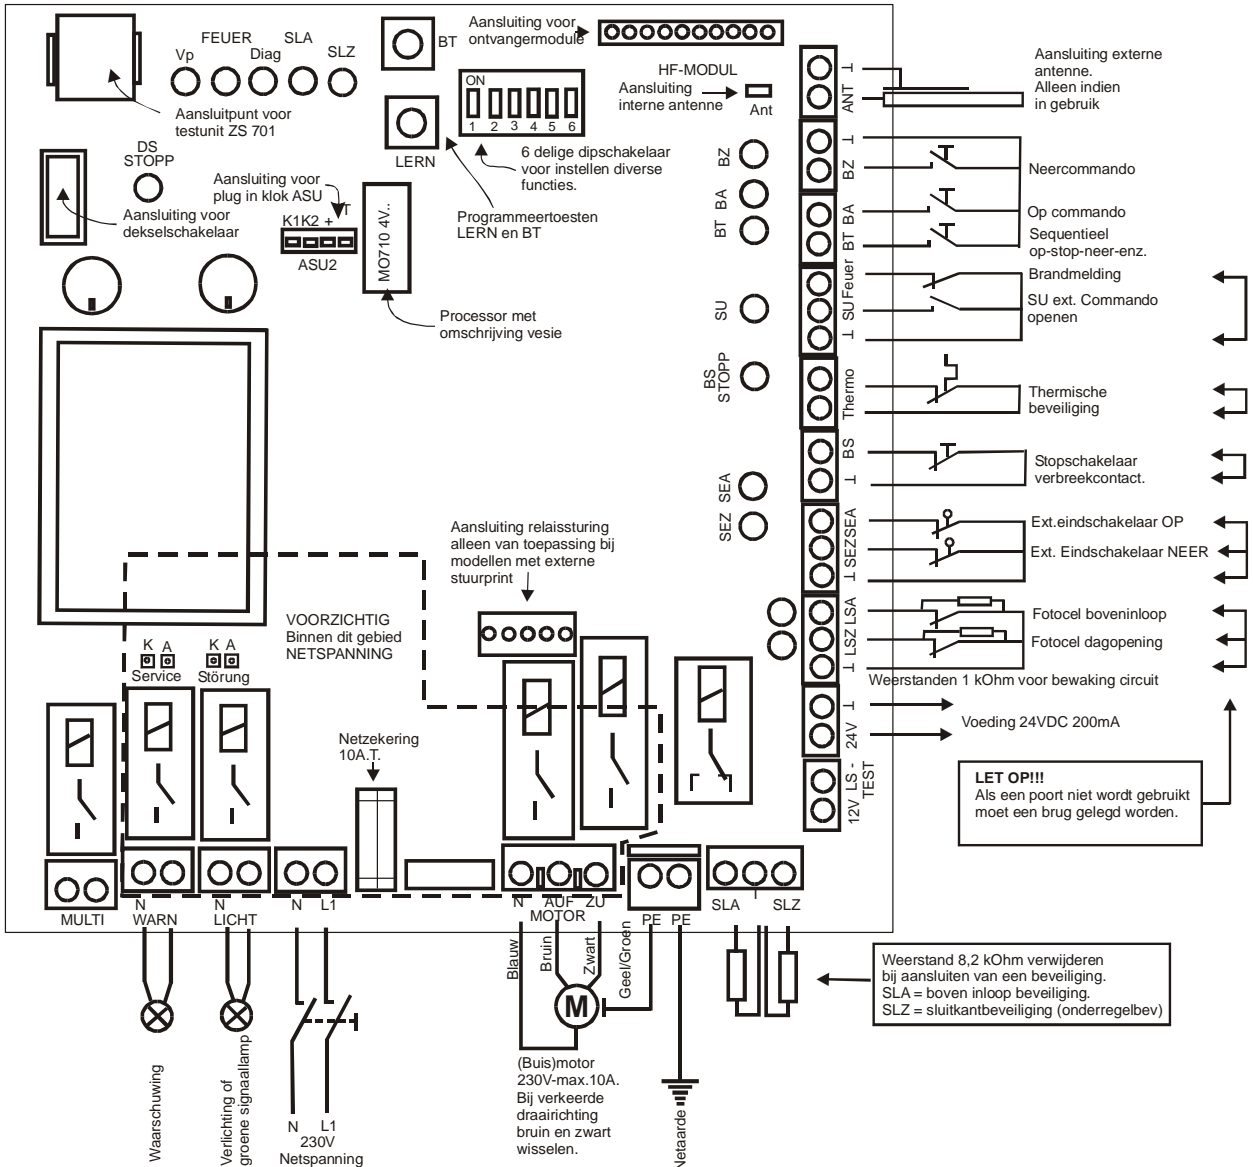 FEUER SLA
Vp Diag SLZ
Aansluitpunt voor
testunit ZS 701
DS
STOPP
Aansluiting voor
dekselschakelaar
Aansluiting voor
plug in klok ASU
K1K2 + T
ASU2
MO710 4V..
Processor met
omschrijving vesie
BT
LERN
Programmeertoesten
LERN en BT
ON
1 2 3 4 5 6
6 delige dipschakelaar
voor instellen diverse
functies.
Aansluiting voor
ontvangermodule
HF-MODUL
Aansluiting
interne antenne
Ant
BZ
BA
BT
SU
BS
STOPP
SEA
SEZ
⊥
ANT
Aansluiting externe
antenne.
Alleen indien
in gebruik
⊥
BZ
Neercommando
BA
Op commando
BT
Sequentieel
op-stop-neer-enz.
Feuer
Brandmelding
SU
SU ext. Commando
openen
⊥
Thermo
Thermische
beveiliging
BS
⊥
Stopschakelaar
verbreekcontact.
SEA
Ext.eindschakelaar OP
SEZ
Ext. Eindschakelaar NEER
⊥
LSA
Fotocel boveninloop
LSZ
Fotocel dagopening
⊥
Weerstanden 1 kOhm voor bewaking circuit
⊥
24V
Voeding 24VDC 200mA
12V LS -
TEST
LET OP!!!
Als een poort niet wordt gebruikt
moet een brug gelegd worden.
Aansluiting relaissturing
alleen van toepassing bij
modellen met externe
stuurprint
VOORZICHTIG
Binnen dit gebied
NETSPANNING
K A
Service
K A
Störung
Netzekering
10A.T.
MULTI
N
WARN
N
LICHT
N L1
N AUF ZU
MOTOR
PE PE
SLA ⊥ SLZ
Blauw
Bruin
Zwart
Geel/Groen
M
Weerstand 8,2 kOhm verwijderen
bij aansluiten van een beveiliging.
SLA = boven inloop beveiliging.
SLZ = sluitkantbeveiliging (onderregelbev)
Waarschuwing
Verlichting of
groene signaallamp
N L1
230V
Netspanning
(Buis)motor
230V-max.10A.
Bij verkeerde
draairichting
bruin en zwart
wisselen.
Netaarde